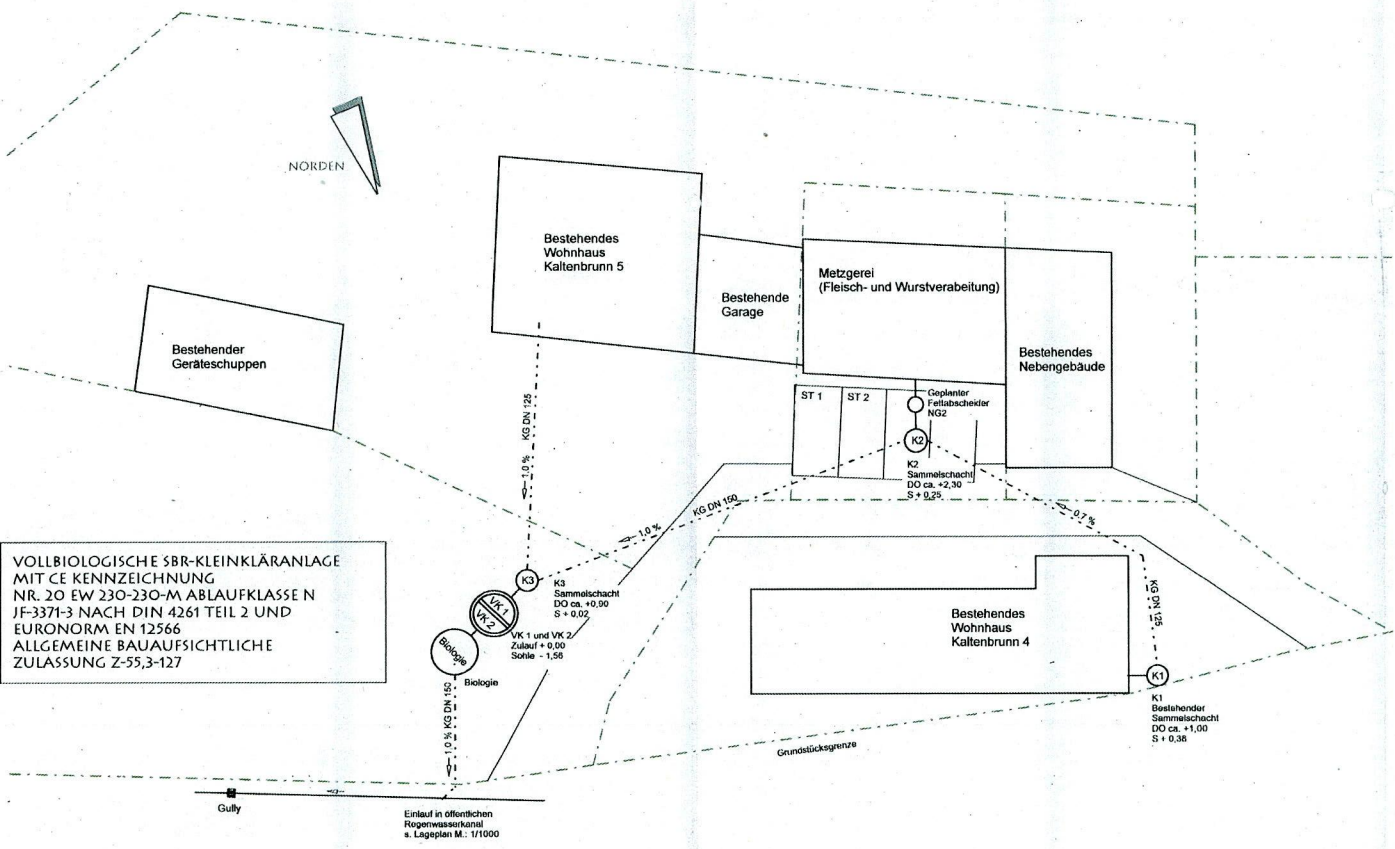 NORDEN
Bestehendes
Wohnhaus
Kaltenbrunn 5
Bestehende
Garage
Metzgerei
(Fleisch- und Wurstverabeitung)
Bestehendes
Nebengebäude
Bestehender
Geräteschuppen
ST 1
ST 2
Geplanter
Fettabscheider
NG2
K2
K2
Sammelschacht
DO ca. +2,30
S + 0,25
1,0 % KG DN 125
1,0 %
KG DN 150
0,7 %
KG DN 125
VOLLBIOLOGISCHE SBR-KLEINKLÄRANLAGE
MIT CE KENNZEICHNUNG
NR. 20 EW 230-230-M ABLAUFKLASSE N
JF-3371-3 NACH DIN 4261 TEIL 2 UND
EURONORM EN 12566
ALLGEMEINE BAUAUFSICHTLICHE
ZULASSUNG Z-55,3-127
K3
K3
Sammelschacht
DO ca. +0,90
S + 0,02
VK 1
VK 2
VK 1 und VK 2
Zulauf + 0,00
Sohle - 1,56
Biologie
Biologie
1,0 % KG DN 150
Bestehendes
Wohnhaus
Kaltenbrunn 4
K1
K1
Bestehender
Sammelschacht
DO ca. +1,00
S + 0,38
Grundstücksgrenze
Gully
Einlauf in öffentlichen
Regenwasserkanal
s. Lageplan M.: 1/1000